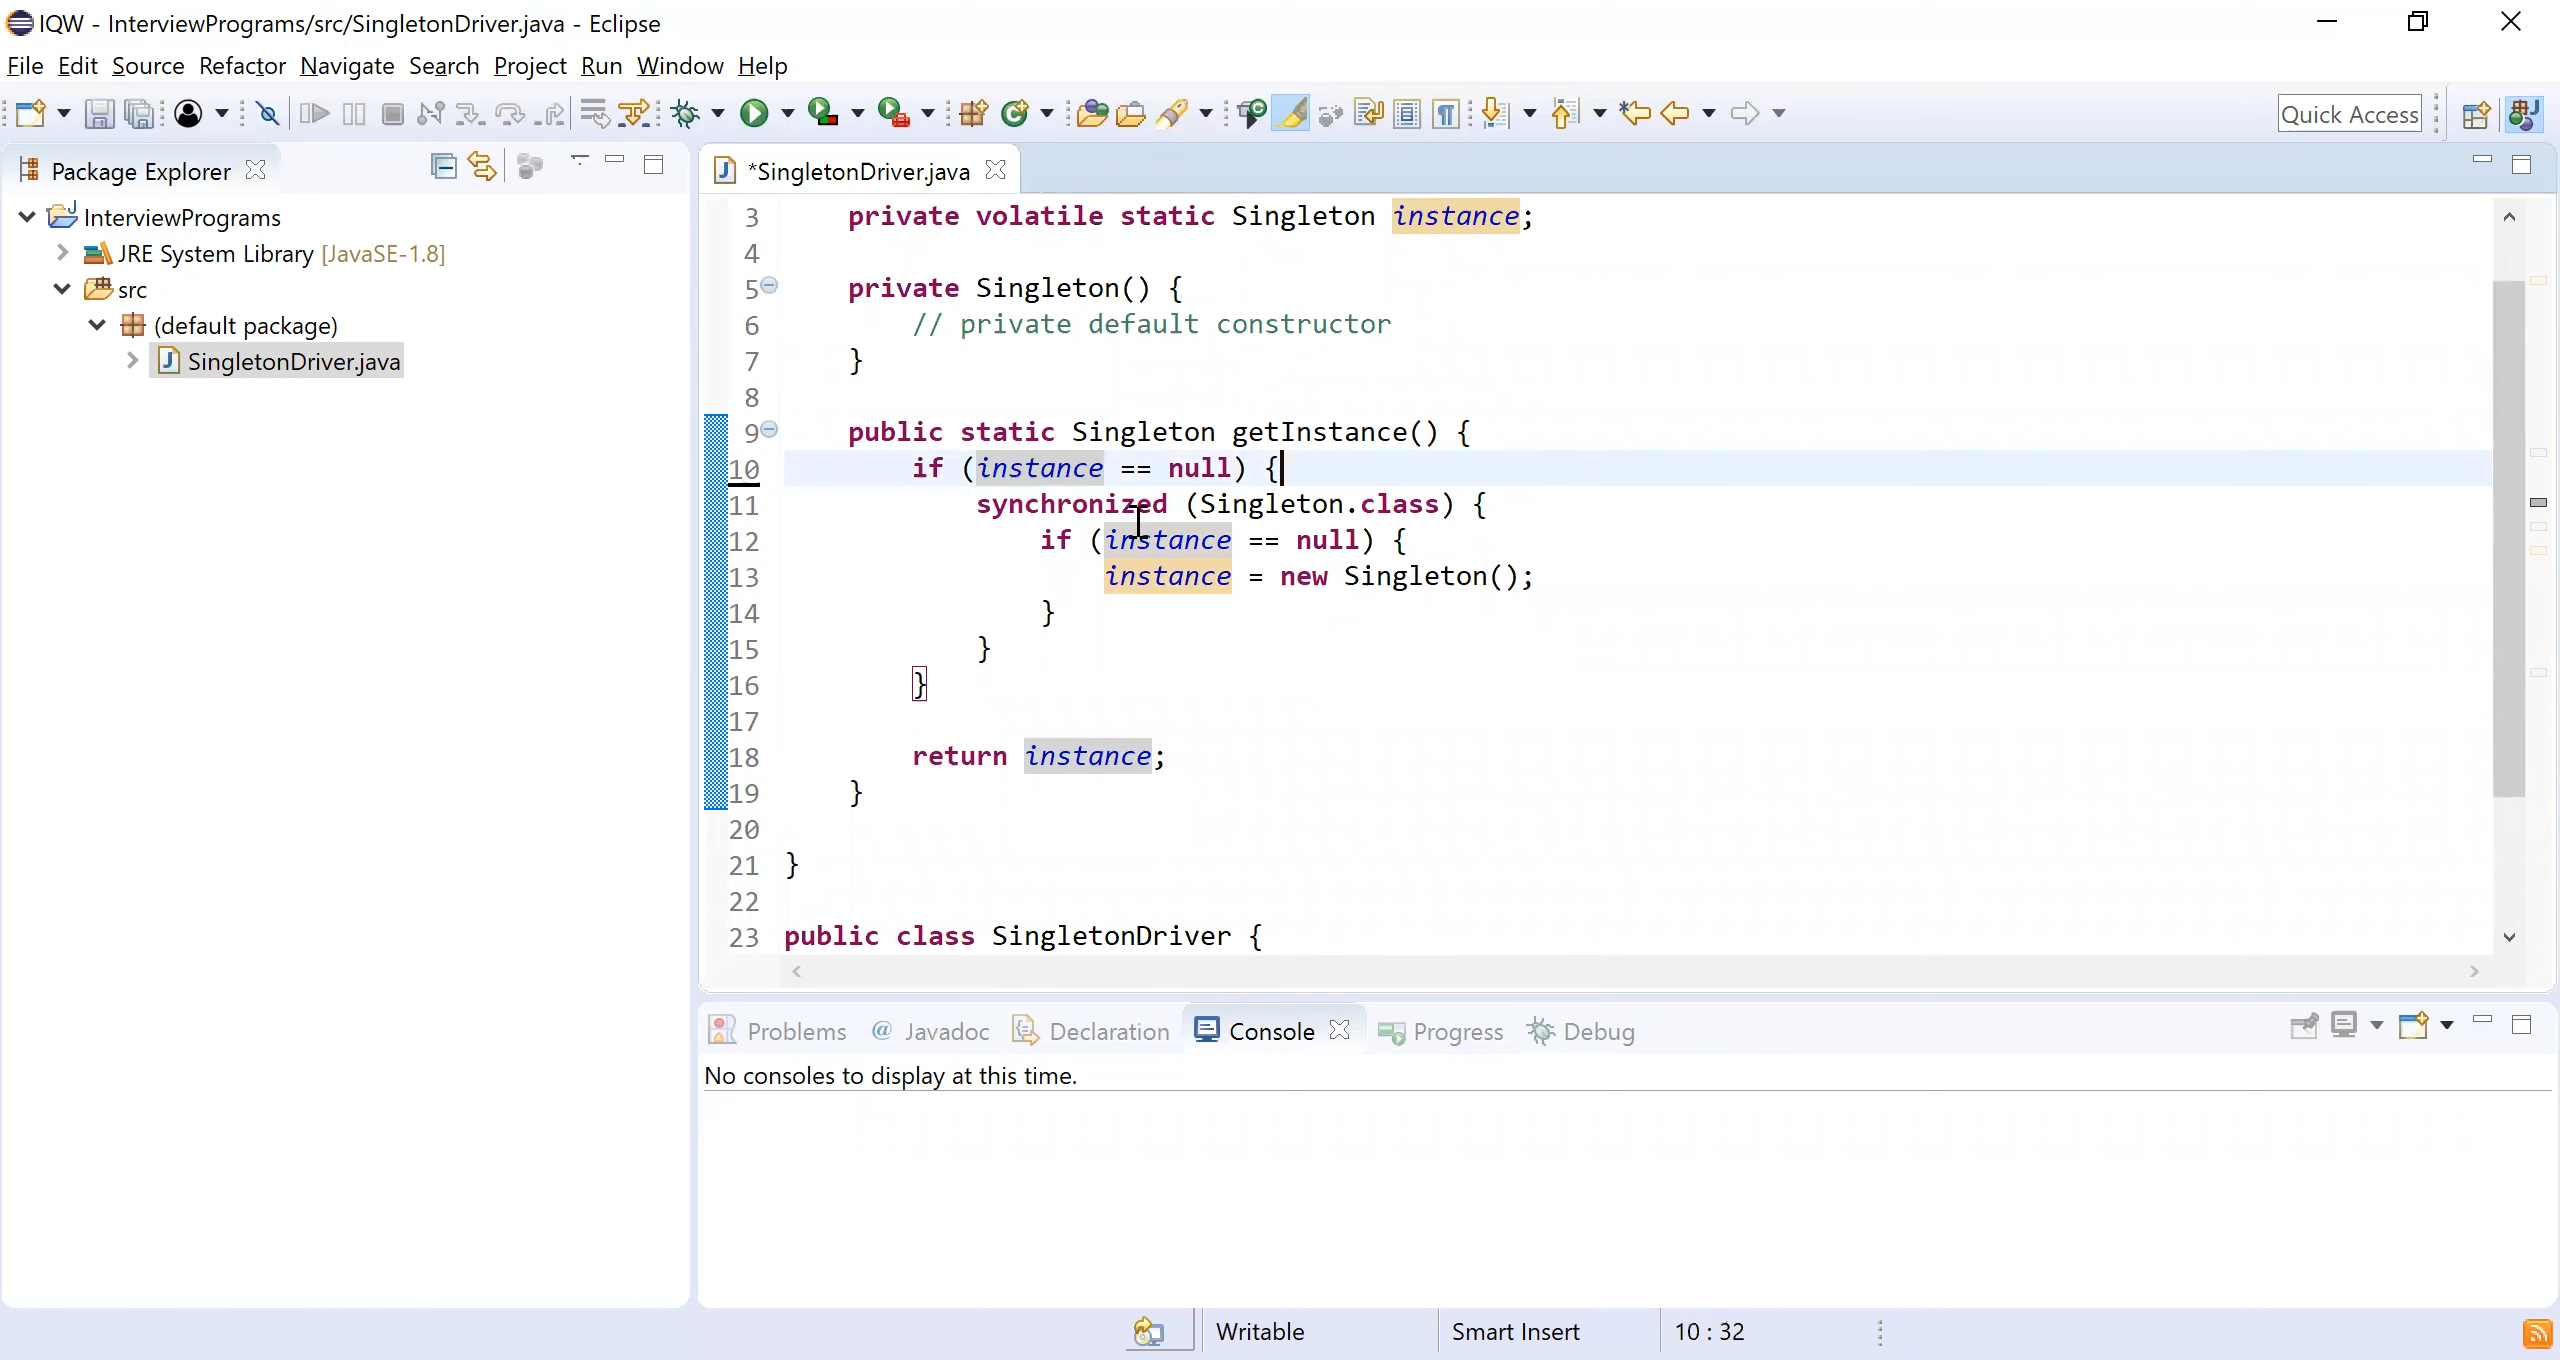 IQW - InterviewPrograms/src/SingletonDriver.java - Eclipse
File Edit Source Refactor Navigate Search Project Run Window Help
Quick Access
Package Explorer
InterviewPrograms
JRE System Library [JavaSE-1.8]
src
(default package)
SingletonDriver.java
*SingletonDriver.java
3 private volatile static Singleton instance;
4
5 private Singleton() {
6 // private default constructor
7 }
8
9 public static Singleton getInstance() {
10 if (instance == null) {
11 synchronized (Singleton.class) {
12 if (instance == null) {
13 instance = new Singleton();
14 }
15 }
16 }
17
18 return instance;
19 }
20
21 }
22
23 public class SingletonDriver {
Problems @ Javadoc Declaration Console Progress Debug
No consoles to display at this time.
Writable Smart Insert 10 : 32